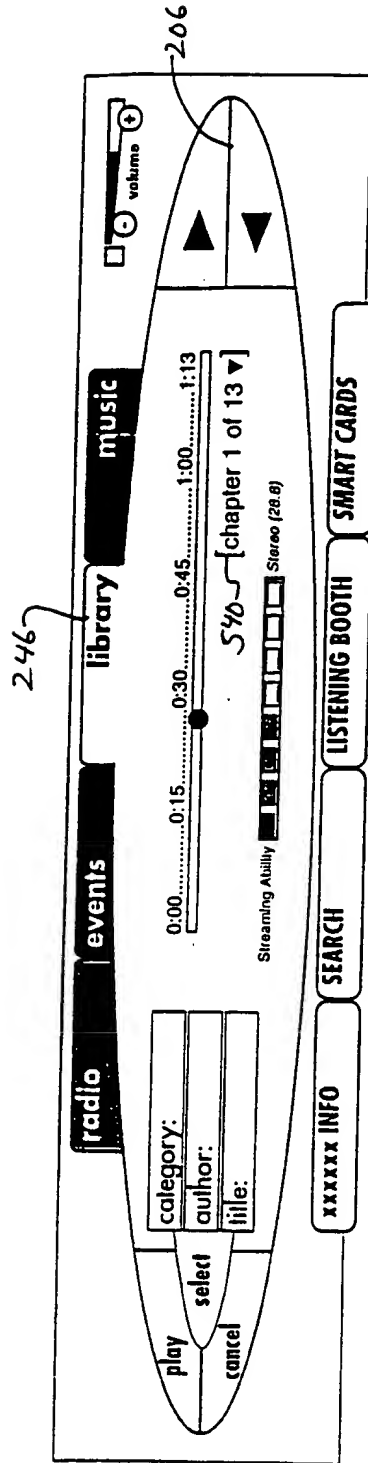 246
206
radio
events
library
music
volume
play
select
cancel
category:
author:
title:
0:00..........0:15..........0:30..........0:45..........1:00..........1:13
540
[chapter 1 of 13 ▼]
Streaming Ability
Stereo (28.8)
xxxxxx INFO
SEARCH
LISTENING BOOTH
SMART CARDS